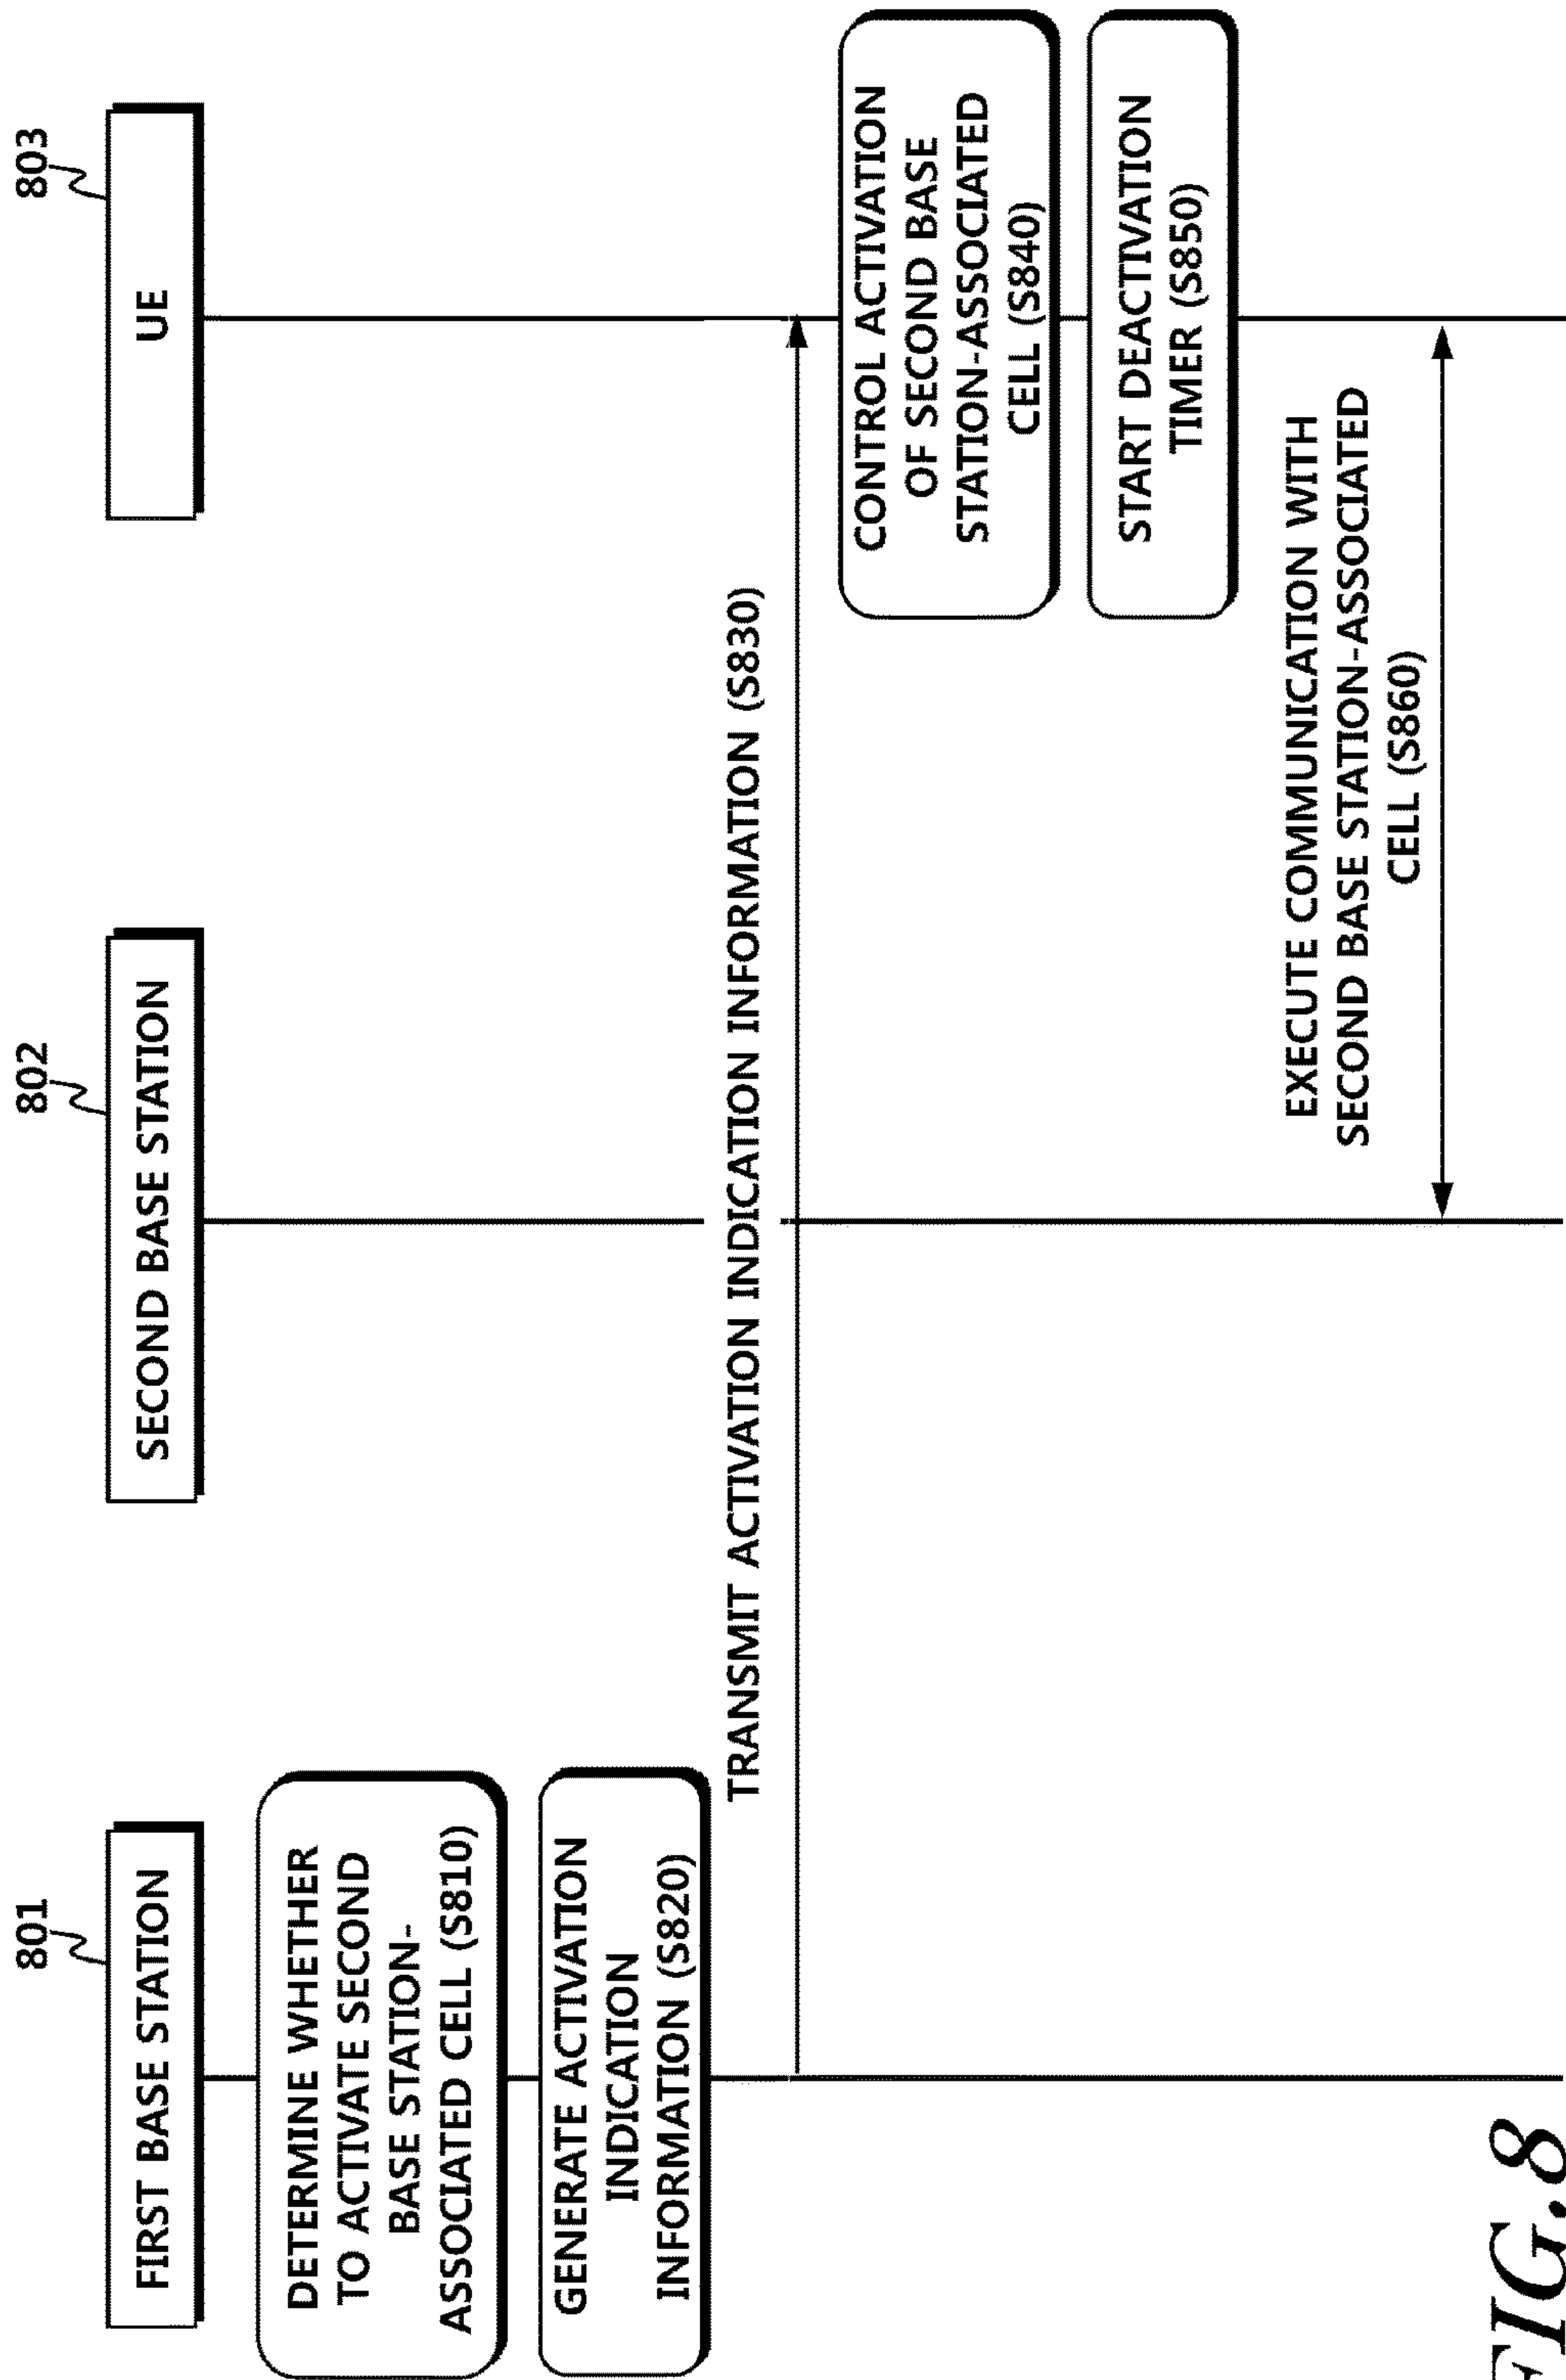 801
802
803
FIRST BASE STATION
SECOND BASE STATION
UE
DETERMINE WHETHER
TO ACTIVATE SECOND
BASE STATION-
ASSOCIATED CELL (S810)
GENERATE ACTIVATION
INDICATION
INFORMATION (S820)
TRANSMIT ACTIVATION INDICATION INFORMATION (S830)
CONTROL ACTIVATION
OF SECOND BASE
STATION-ASSOCIATED
CELL (S840)
START DEACTIVATION
TIMER (S850)
EXECUTE COMMUNICATION WITH
SECOND BASE STATION-ASSOCIATED
CELL (S860)
FIG.8